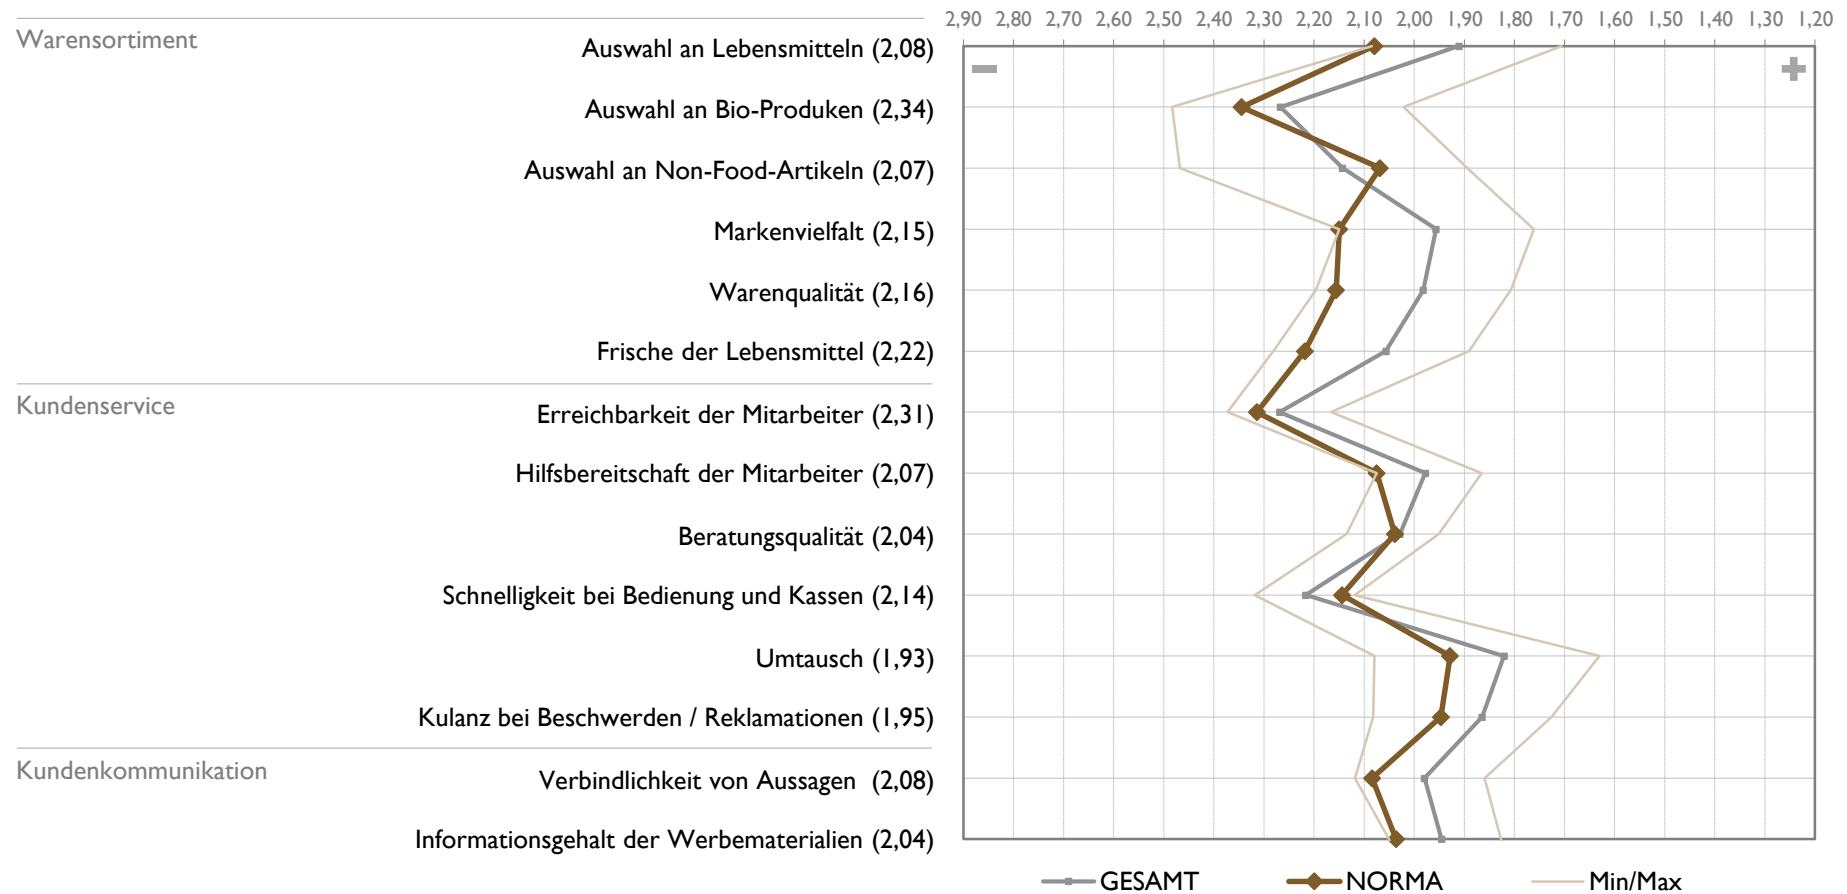 2,90 2,80 2,70 2,60 2,50 2,40 2,30 2,20 2,10 2,00 1,90 1,80 1,70 1,60 1,50 1,40 1,30 1,20
Warensortiment
Auswahl an Lebensmitteln (2,08)
Auswahl an Bio-Produken (2,34)
Auswahl an Non-Food-Artikeln (2,07)
Markenvielfalt (2,15)
Warenqualität (2,16)
Frische der Lebensmittel (2,22)
Kundenservice
Erreichbarkeit der Mitarbeiter (2,31)
Hilfsbereitschaft der Mitarbeiter (2,07)
Beratungsqualität (2,04)
Schnelligkeit bei Bedienung und Kassen (2,14)
Umtausch (1,93)
Kulanz bei Beschwerden / Reklamationen (1,95)
Kundenkommunikation
Verbindlichkeit von Aussagen (2,08)
Informationsgehalt der Werbematerialien (2,04)
GESAMT NORMA Min/Max